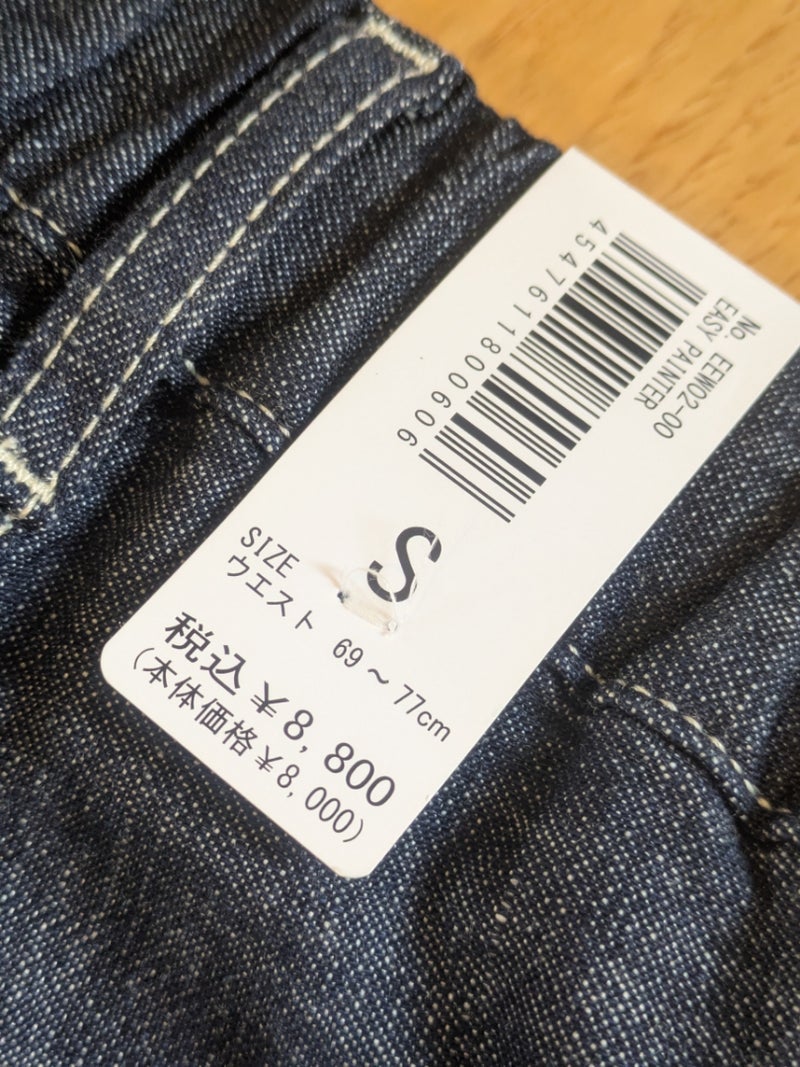 No. EEW02-00
EASY PAINTER
4547611800606
SIZE S
ウエスト 69～77cm
税込￥8,800
(本体価格￥8,000)